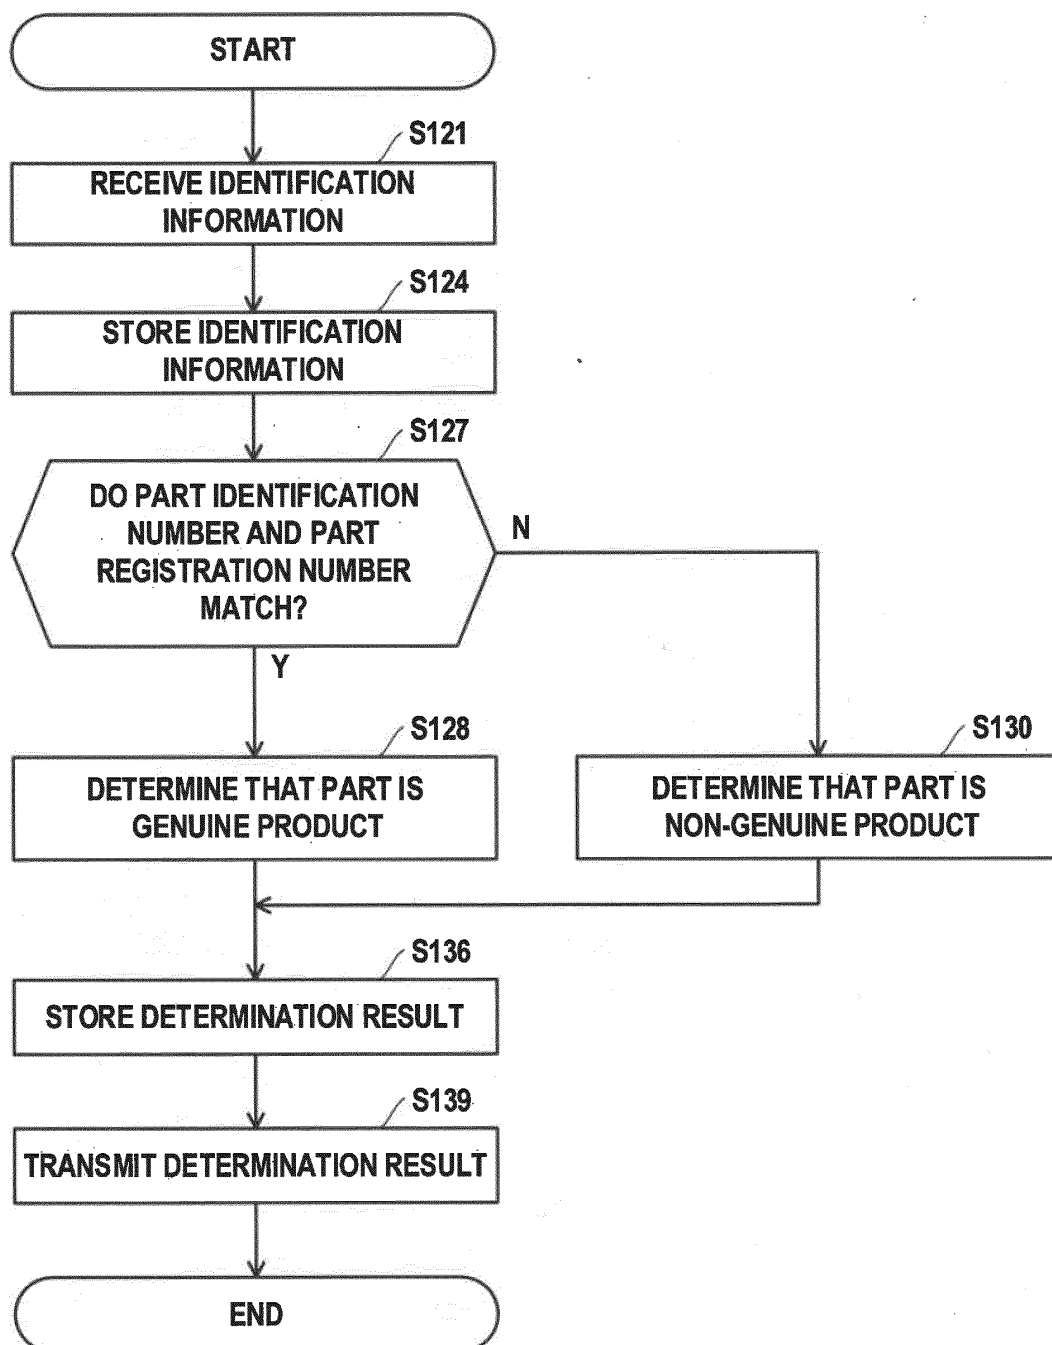 START
S121
RECEIVE IDENTIFICATION
INFORMATION
S124
STORE IDENTIFICATION
INFORMATION
S127
DO PART IDENTIFICATION
NUMBER AND PART
REGISTRATION NUMBER
MATCH?
N
Y
S128
DETERMINE THAT PART IS
GENUINE PRODUCT
S130
DETERMINE THAT PART IS
NON-GENUINE PRODUCT
S136
STORE DETERMINATION RESULT
S139
TRANSMIT DETERMINATION RESULT
END